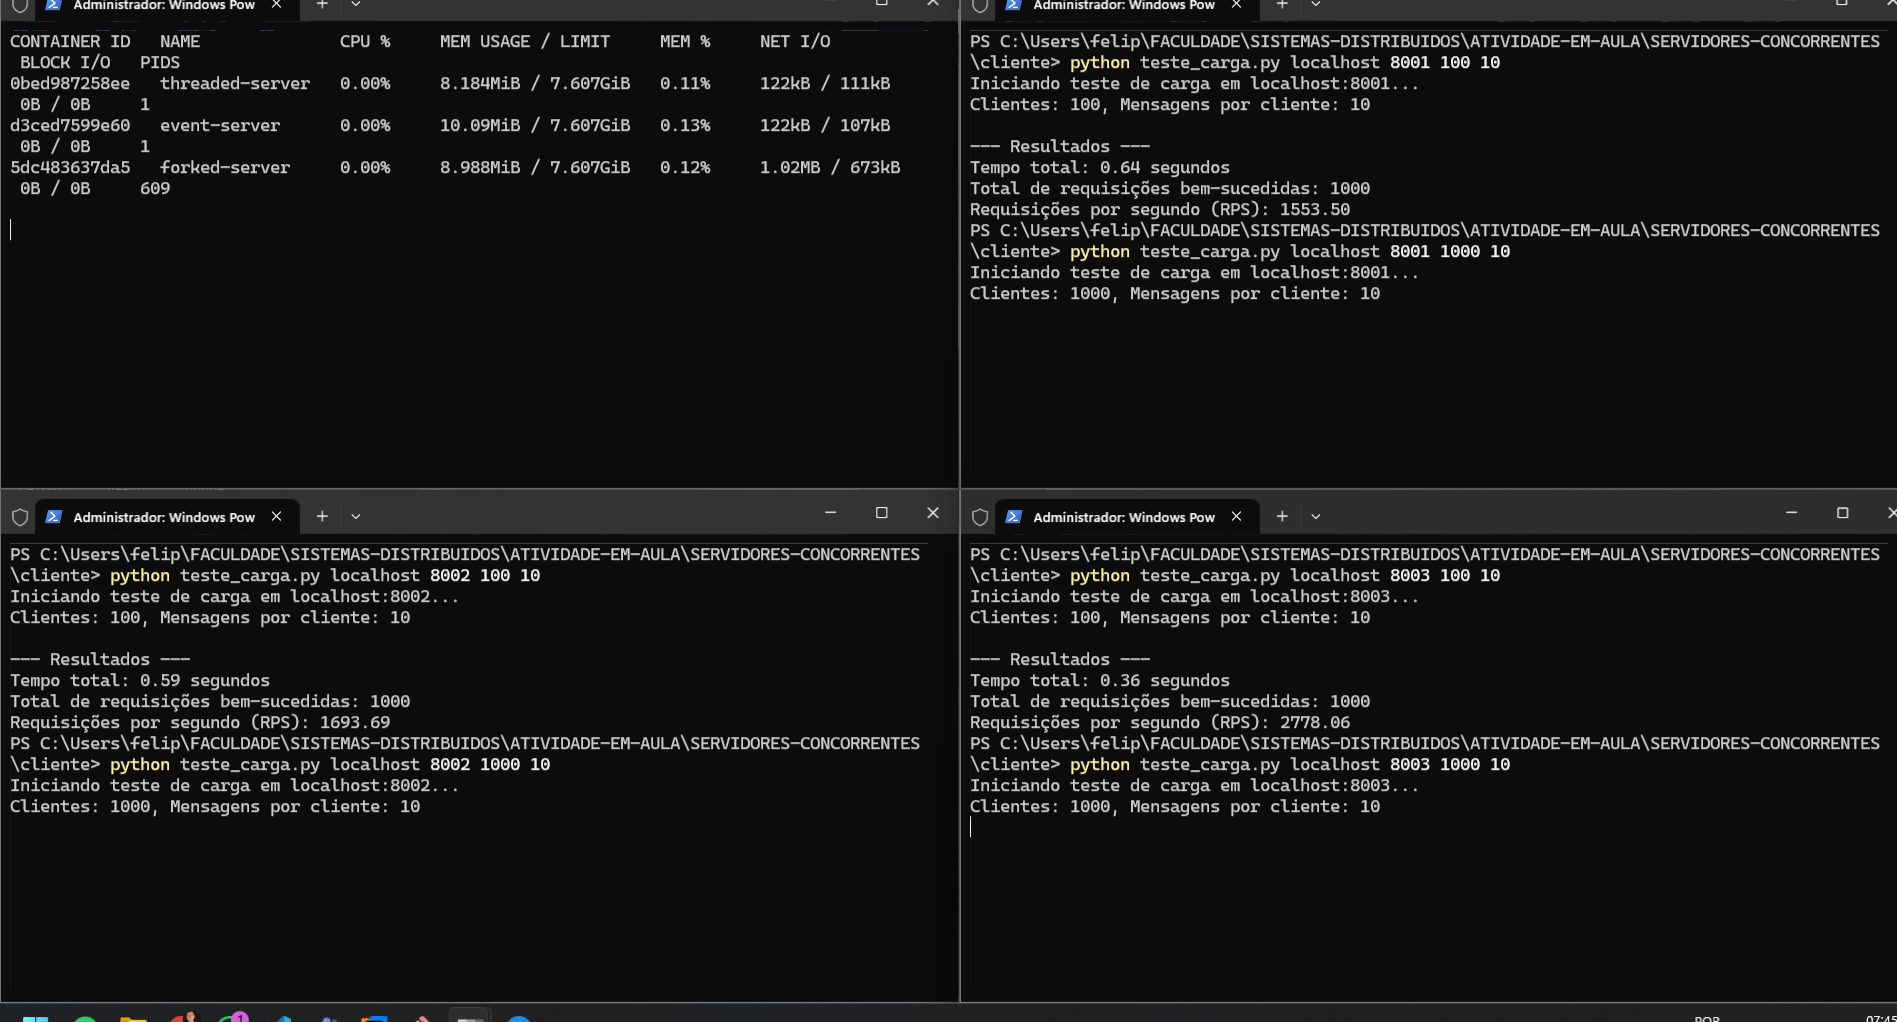 Administrador: Windows Pow
CONTAINER ID   NAME              CPU %     MEM USAGE / LIMIT     MEM %     NET I/O
BLOCK I/O   PIDS
0bed987258ee   threaded-server   0.00%     8.184MiB / 7.607GiB   0.11%     122kB / 111kB
0B / 0B     1
d3ced7599e60   event-server      0.00%     10.09MiB / 7.607GiB   0.13%     122kB / 107kB
0B / 0B     1
5dc483637da5   forked-server     0.00%     8.988MiB / 7.607GiB   0.12%     1.02MB / 673kB
0B / 0B     609
Administrador: Windows Pow
PS C:\Users\felip\FACULDADE\SISTEMAS-DISTRIBUIDOS\ATIVIDADE-EM-AULA\SERVIDORES-CONCORRENTES
\cliente> python teste_carga.py localhost 8001 100 10
Iniciando teste de carga em localhost:8001...
Clientes: 100, Mensagens por cliente: 10
--- Resultados ---
Tempo total: 0.64 segundos
Total de requisições bem-sucedidas: 1000
Requisições por segundo (RPS): 1553.50
PS C:\Users\felip\FACULDADE\SISTEMAS-DISTRIBUIDOS\ATIVIDADE-EM-AULA\SERVIDORES-CONCORRENTES
\cliente> python teste_carga.py localhost 8001 1000 10
Iniciando teste de carga em localhost:8001...
Clientes: 1000, Mensagens por cliente: 10
Administrador: Windows Pow
PS C:\Users\felip\FACULDADE\SISTEMAS-DISTRIBUIDOS\ATIVIDADE-EM-AULA\SERVIDORES-CONCORRENTES
\cliente> python teste_carga.py localhost 8002 100 10
Iniciando teste de carga em localhost:8002...
Clientes: 100, Mensagens por cliente: 10
--- Resultados ---
Tempo total: 0.59 segundos
Total de requisições bem-sucedidas: 1000
Requisições por segundo (RPS): 1693.69
PS C:\Users\felip\FACULDADE\SISTEMAS-DISTRIBUIDOS\ATIVIDADE-EM-AULA\SERVIDORES-CONCORRENTES
\cliente> python teste_carga.py localhost 8002 1000 10
Iniciando teste de carga em localhost:8002...
Clientes: 1000, Mensagens por cliente: 10
Administrador: Windows Pow
PS C:\Users\felip\FACULDADE\SISTEMAS-DISTRIBUIDOS\ATIVIDADE-EM-AULA\SERVIDORES-CONCORRENTES
\cliente> python teste_carga.py localhost 8003 100 10
Iniciando teste de carga em localhost:8003...
Clientes: 100, Mensagens por cliente: 10
--- Resultados ---
Tempo total: 0.36 segundos
Total de requisições bem-sucedidas: 1000
Requisições por segundo (RPS): 2778.06
PS C:\Users\felip\FACULDADE\SISTEMAS-DISTRIBUIDOS\ATIVIDADE-EM-AULA\SERVIDORES-CONCORRENTES
\cliente> python teste_carga.py localhost 8003 1000 10
Iniciando teste de carga em localhost:8003...
Clientes: 1000, Mensagens por cliente: 10
1
POR
07:45